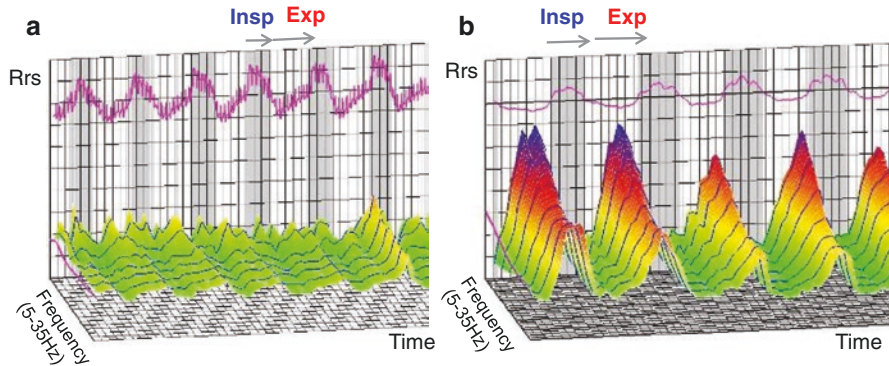 a
Insp Exp
Rrs
Frequency
(5-35Hz)
Time
b
Insp Exp
Rrs
Frequency
(5-35Hz)
Time